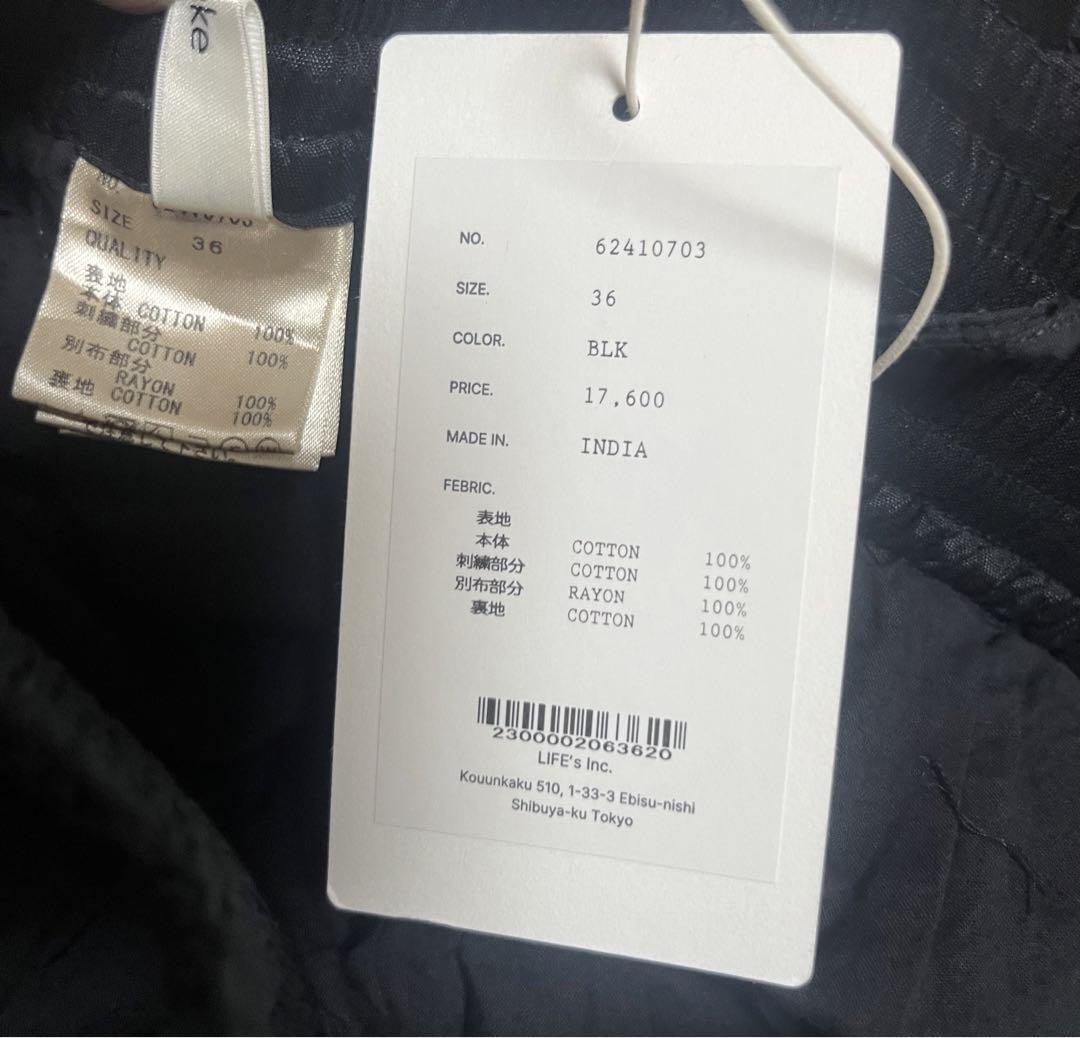 ke
NO.
SIZE 36
QUALITY
表地
本体 COTTON 100%
刺繍部分
COTTON 100%
別布部分
RAYON 100%
裏地 COTTON 100%
NO. 62410703
SIZE. 36
COLOR. BLK
PRICE. 17,600
MADE IN. INDIA
FEBRIC.
表地
本体 COTTON 100%
刺繍部分 COTTON 100%
別布部分 RAYON 100%
裏地 COTTON 100%
2300002063620
LIFE's Inc.
Kouunkaku 510, 1-33-3 Ebisu-nishi
Shibuya-ku Tokyo